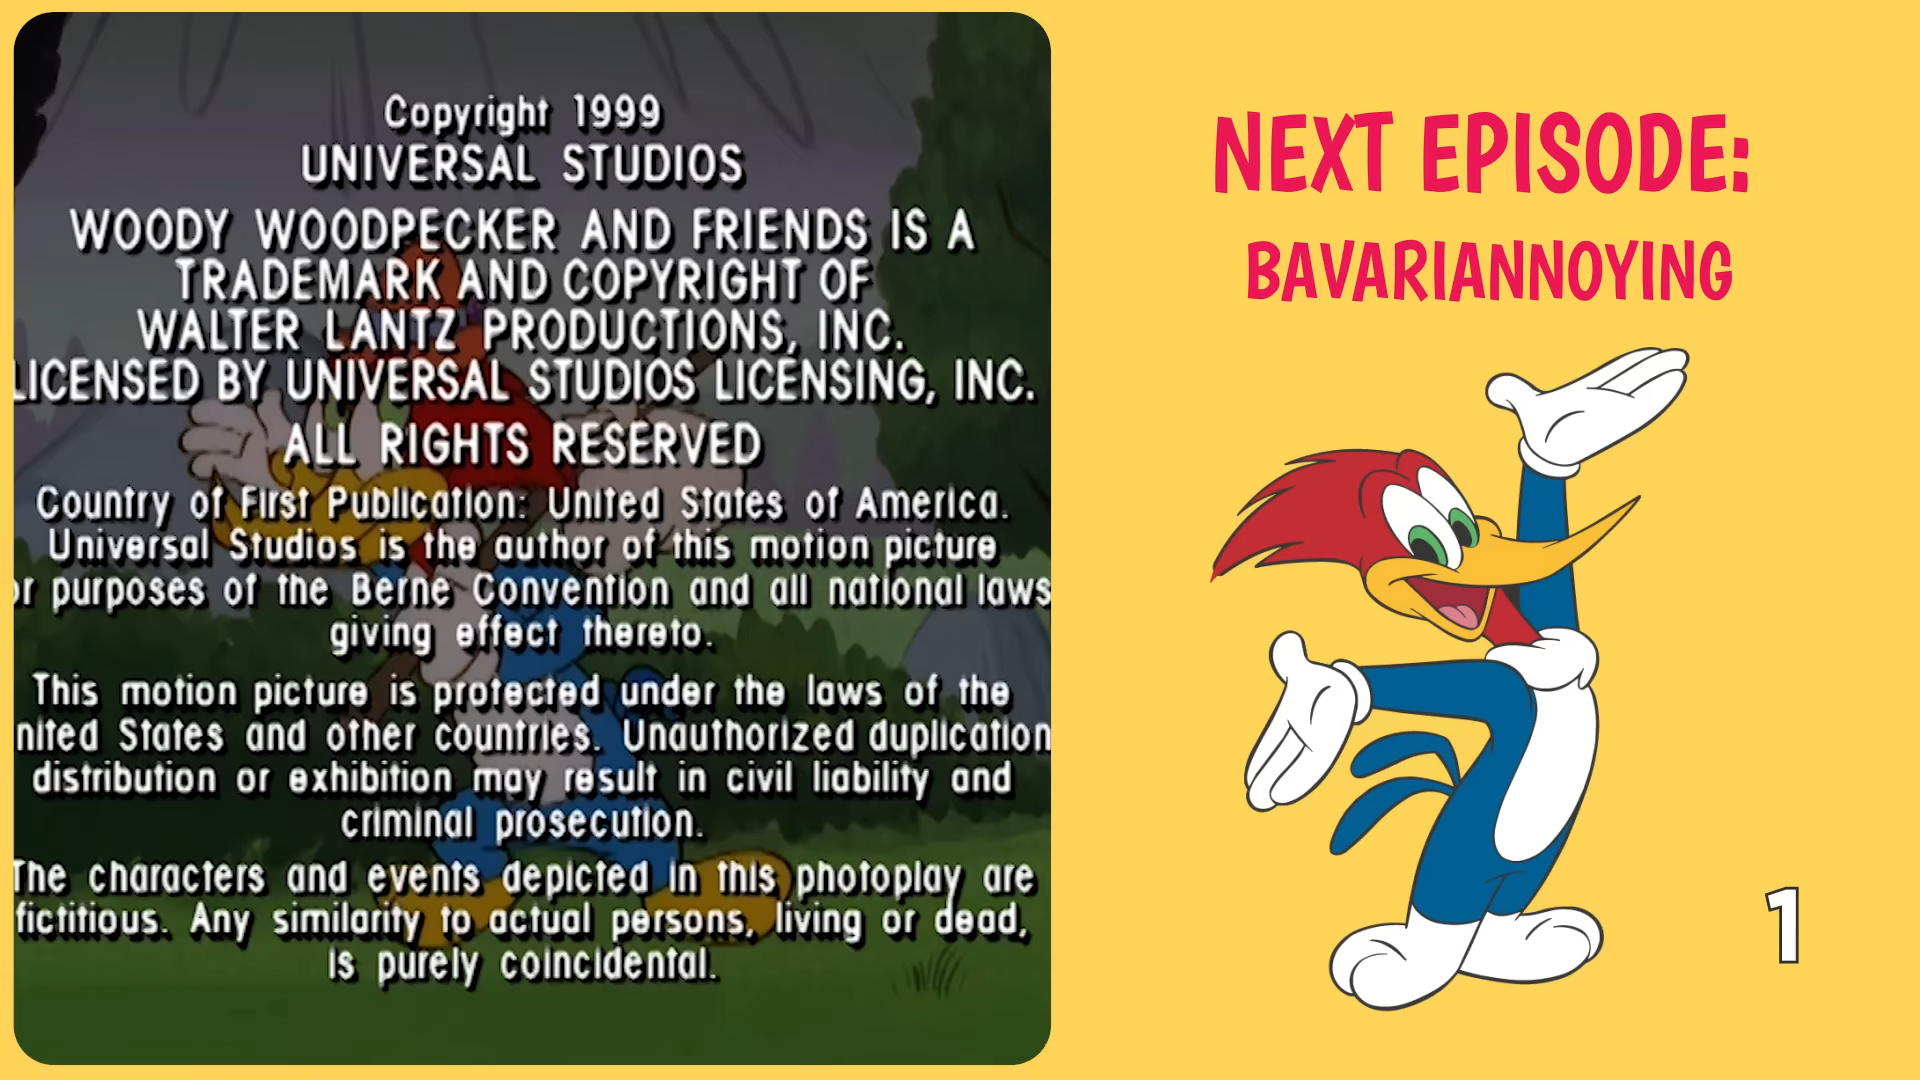 Copyright 1999
UNIVERSAL STUDIOS
WOODY WOODPECKER AND FRIENDS IS A
TRADEMARK AND COPYRIGHT OF
WALTER LANTZ PRODUCTIONS, INC.
LICENSED BY UNIVERSAL STUDIOS LICENSING, INC.
ALL RIGHTS RESERVED
Country of First Publication: United States of America.
Universal Studios is the author of this motion picture
or purposes of the Berne Convention and all national laws
giving effect thereto.
This motion picture is protected under the laws of the
nited States and other countries. Unauthorized duplication
distribution or exhibition may result in civil liability and
criminal prosecution.
The characters and events depicted in this photoplay are
fictitious. Any similarity to actual persons, living or dead,
is purely coincidental.
NEXT EPISODE:
BAVARIANNOYING
1